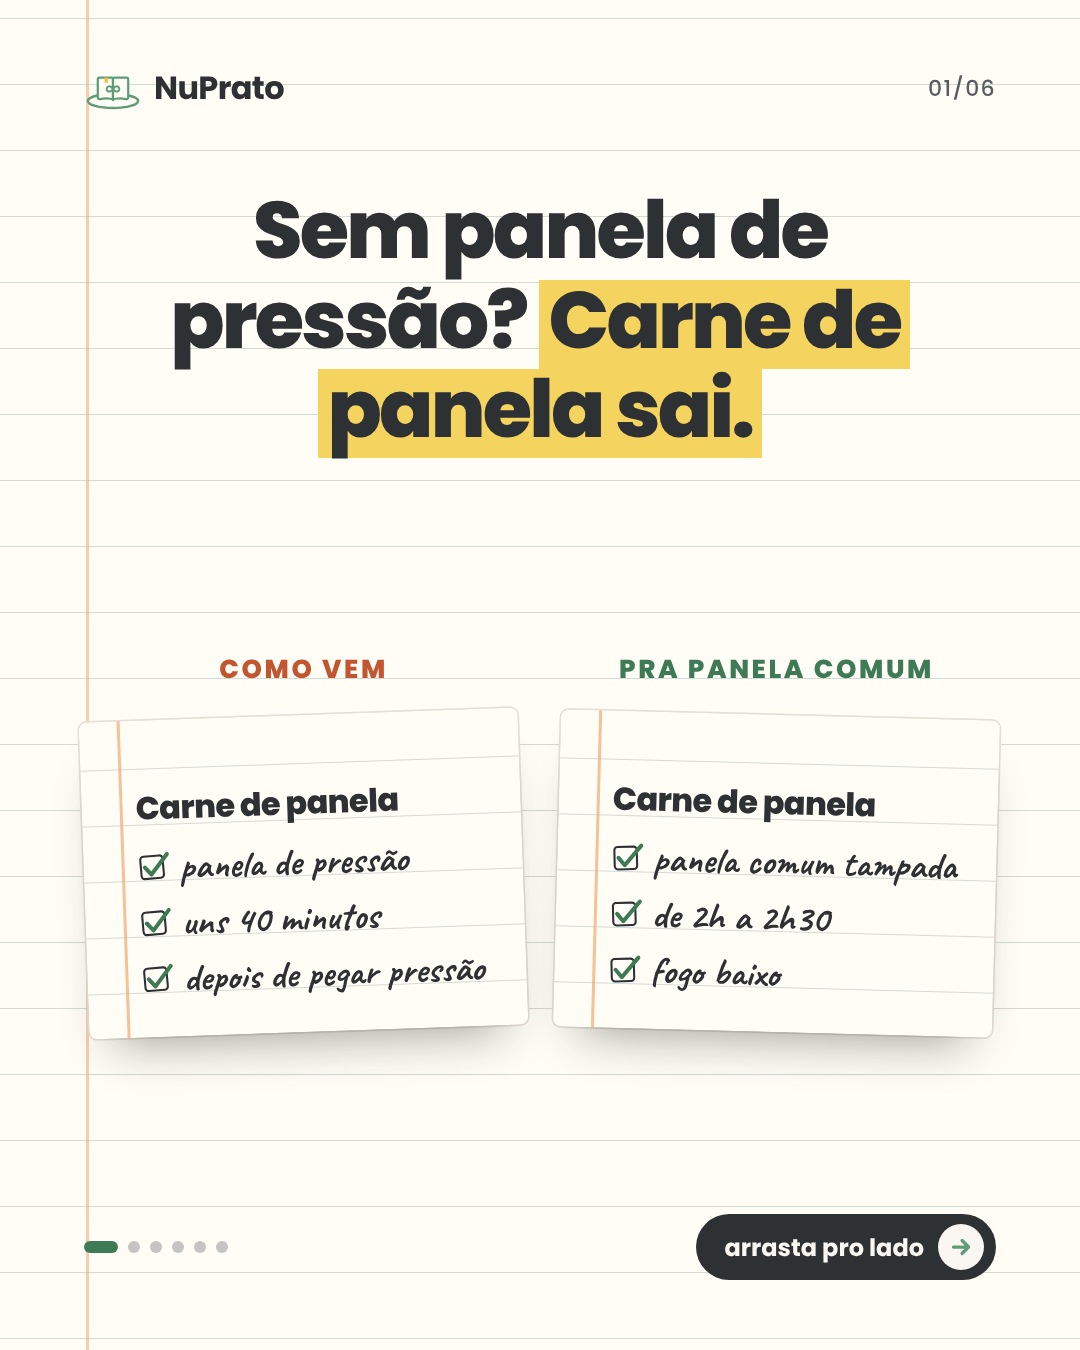 NuPrato
01/06
Sem panela de
pressão? Carne de
panela sai.
COMO VEM
Carne de panela
panela de pressão
uns 40 minutos
depois de pegar pressão
PRA PANELA COMUM
Carne de panela
panela comum tampada
de 2h a 2h30
fogo baixo
arrasta pro lado